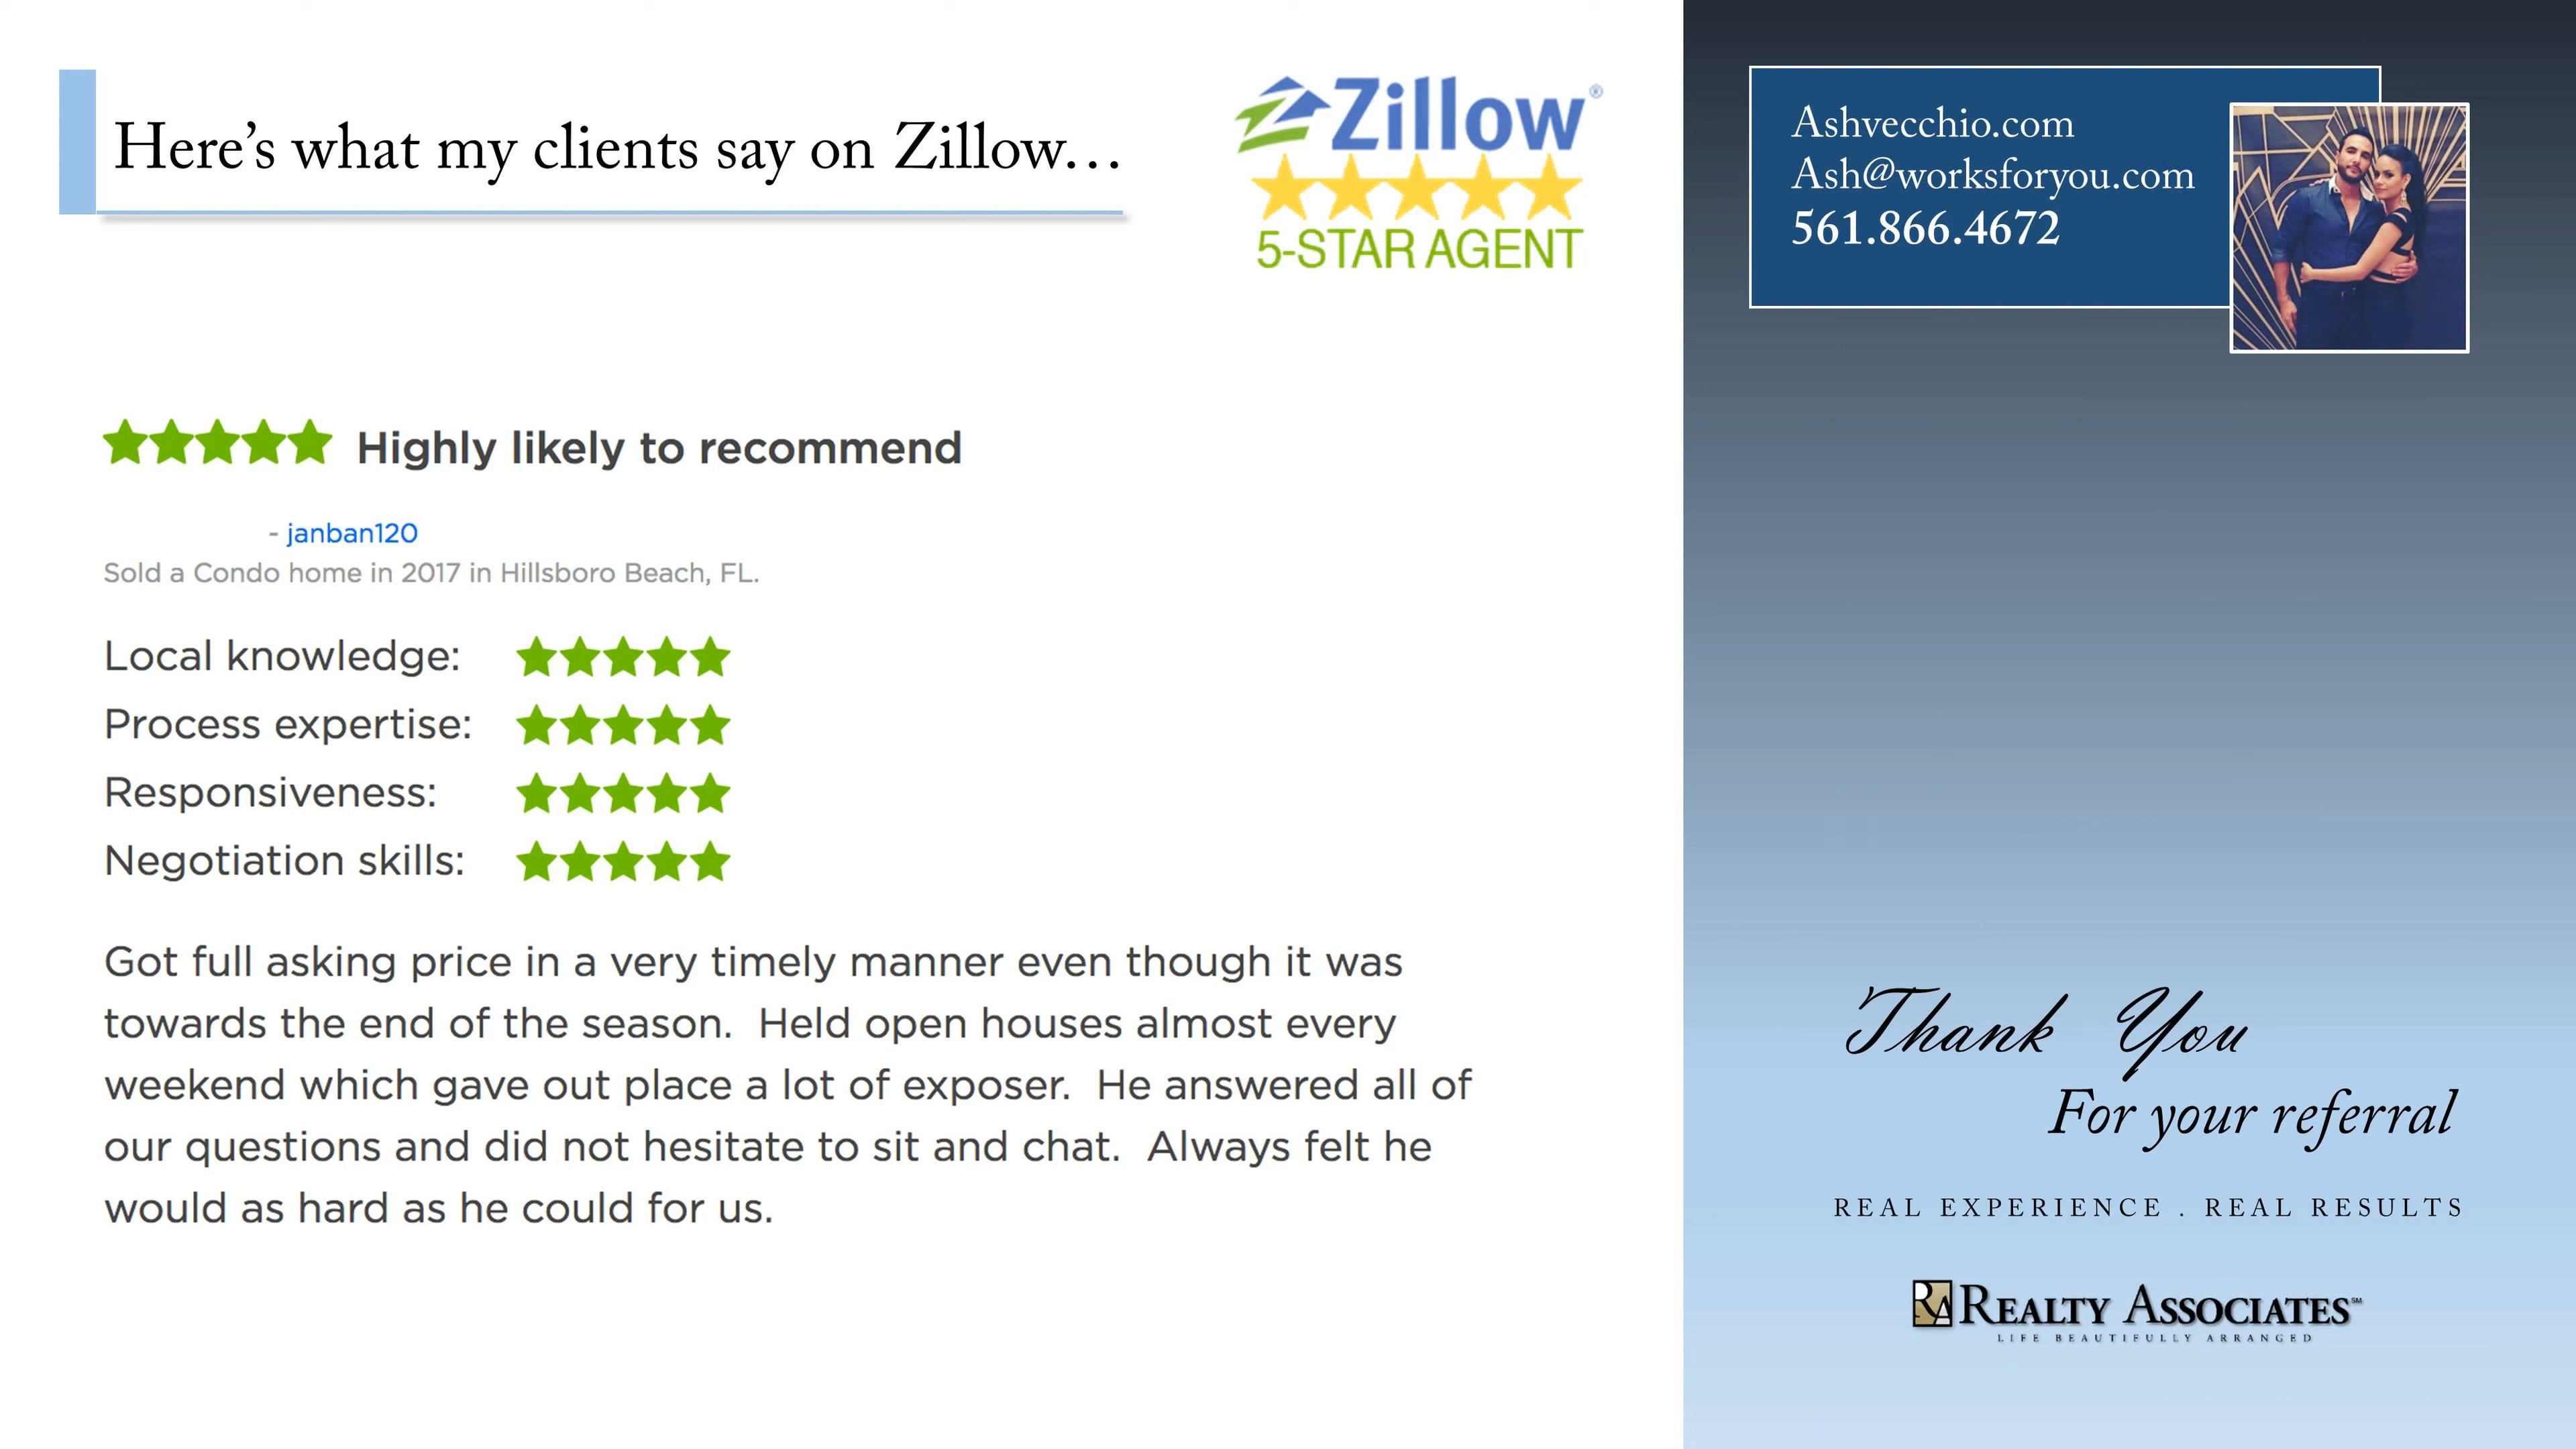 Here's what my clients say on Zillow...
Zillow®
5-STAR AGENT
Highly likely to recommend
- janban120
Sold a Condo home in 2017 in Hillsboro Beach, FL.
Local knowledge:
Process expertise:
Responsiveness:
Negotiation skills:
Got full asking price in a very timely manner even though it was
towards the end of the season.  Held open houses almost every
weekend which gave out place a lot of exposer.  He answered all of
our questions and did not hesitate to sit and chat.  Always felt he
would as hard as he could for us.
Ashvecchio.com
Ash@worksforyou.com
561.866.4672
Thank You
For your referral
REAL EXPERIENCE . REAL RESULTS
RA REALTY ASSOCIATES℠
LIFE BEAUTIFULLY ARRANGED